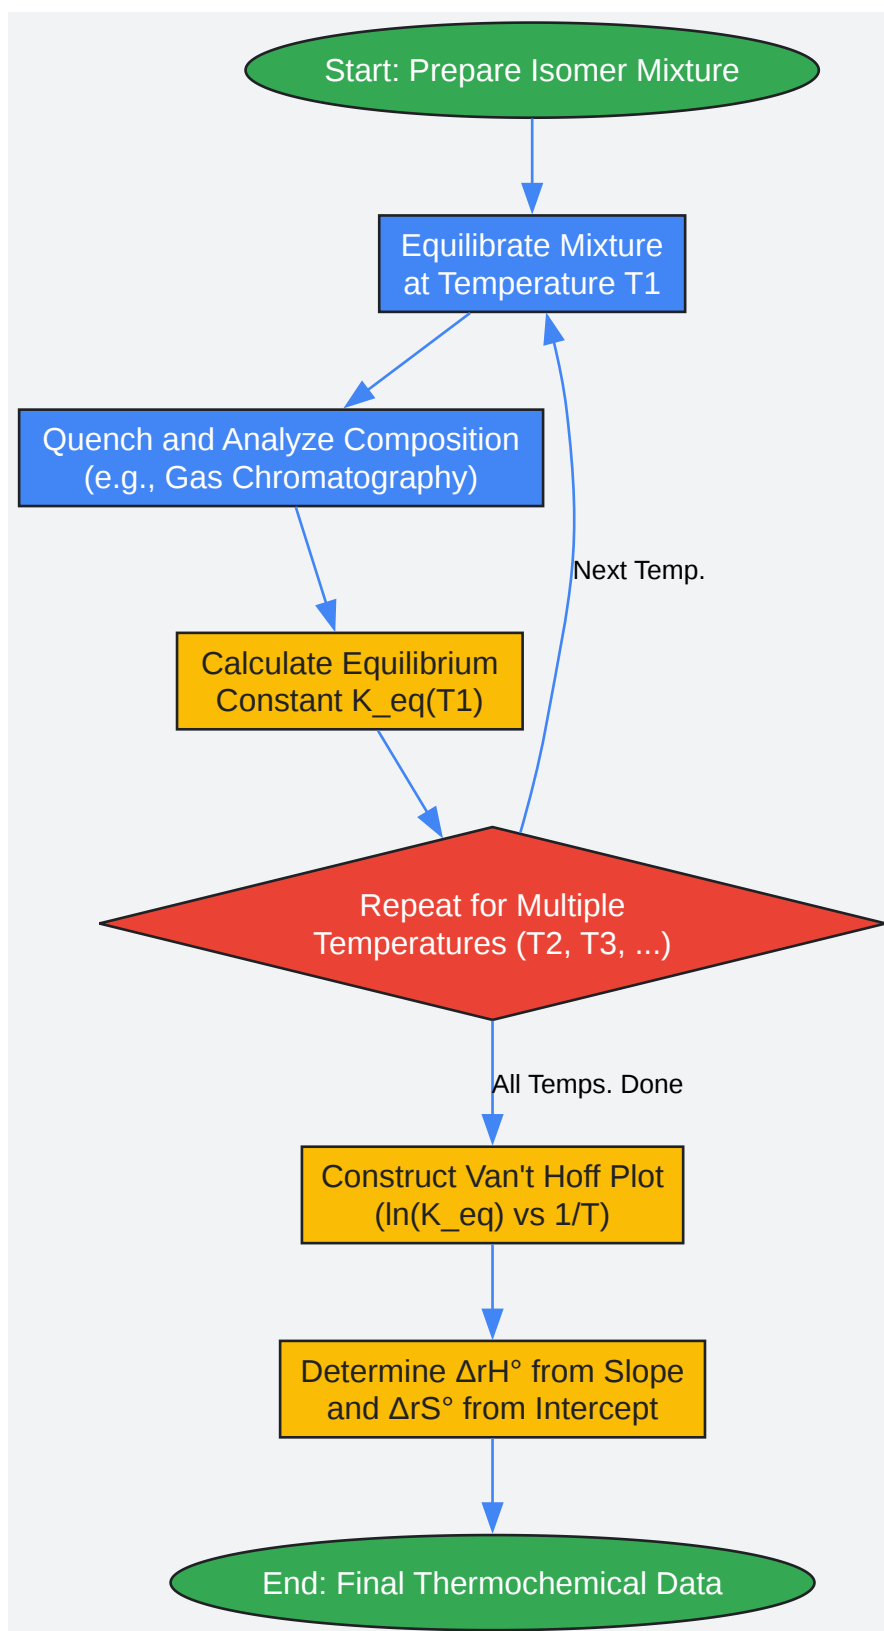 Start: Prepare Isomer Mixture
Equilibrate Mixture
at Temperature T1
Quench and Analyze Composition
(e.g., Gas Chromatography)
Next Temp.
Calculate Equilibrium
Constant K_eq(T1)
Repeat for Multiple
Temperatures (T2, T3, ...)
All Temps. Done
Construct Van't Hoff Plot
(ln(K_eq) vs 1/T)
Determine ΔrH° from Slope
and ΔrS° from Intercept
End: Final Thermochemical Data